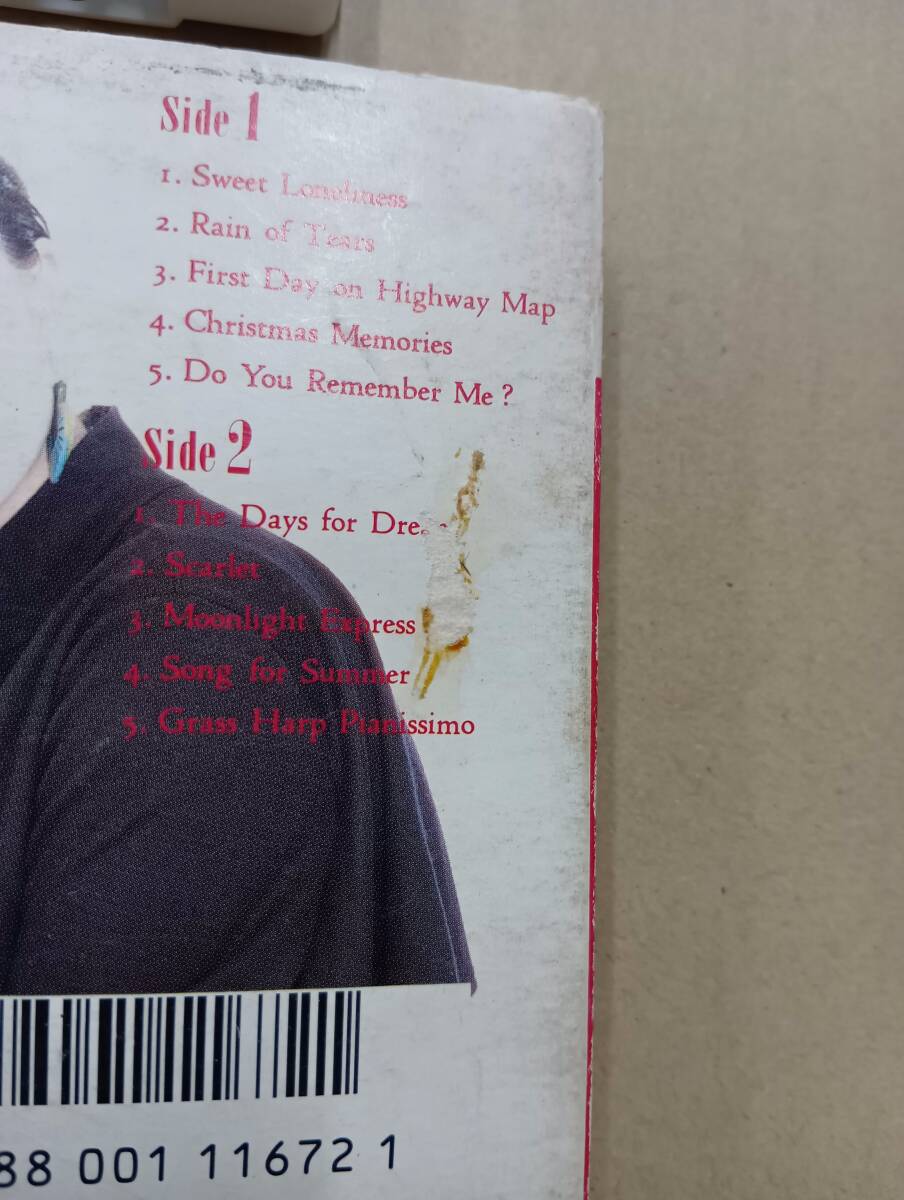 Side 1
1. Sweet Loneliness
2. Rain of Tears
3. First Day on Highway Map
4. Christmas Memories
5. Do You Remember Me?
Side 2
1. The Days for
2. Scarlet
3. Moonlight Express
4. Song for Summer
5. Grass Harp Pianissimo
88 001 11672 1